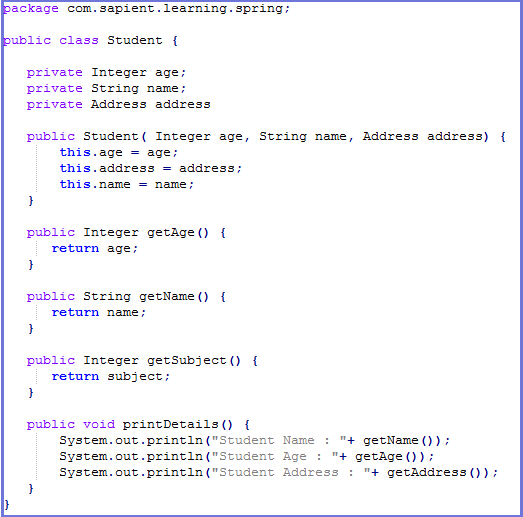 package com.sapient.learning.spring;
public class Student {
private Integer age;
private String name;
private Address address
public Student( Integer age, String name, Address address) {
this.age = age;
this.address = address;
this.name = name;
}
public Integer getAge() {
return age;
}
public String getName() {
return name;
}
public Integer getSubject() {
return subject;
}
public void printDetails() {
System.out.println("Student Name : "+ getName());
System.out.println("Student Age : "+ getAge());
System.out.println("Student Address : "+ getAddress());
}
}